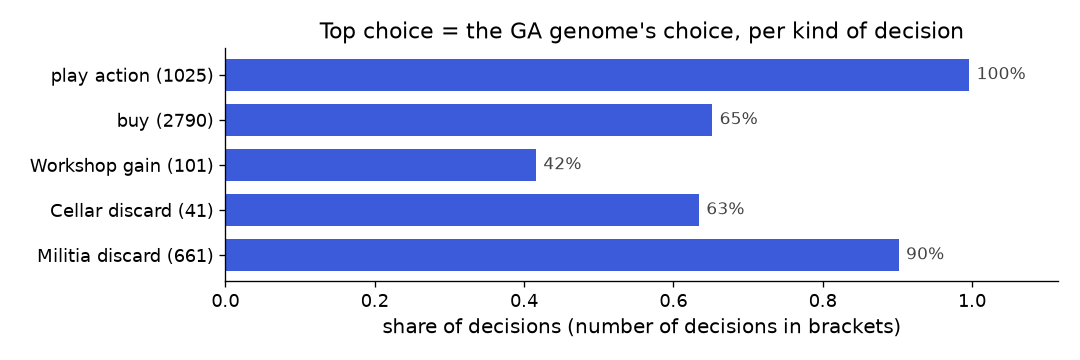 Top choice = the GA genome's choice, per kind of decision
play action (1025)
100%
buy (2790)
65%
Workshop gain (101)
42%
Cellar discard (41)
63%
Militia discard (661)
90%
0.0 0.2 0.4 0.6 0.8 1.0
share of decisions (number of decisions in brackets)